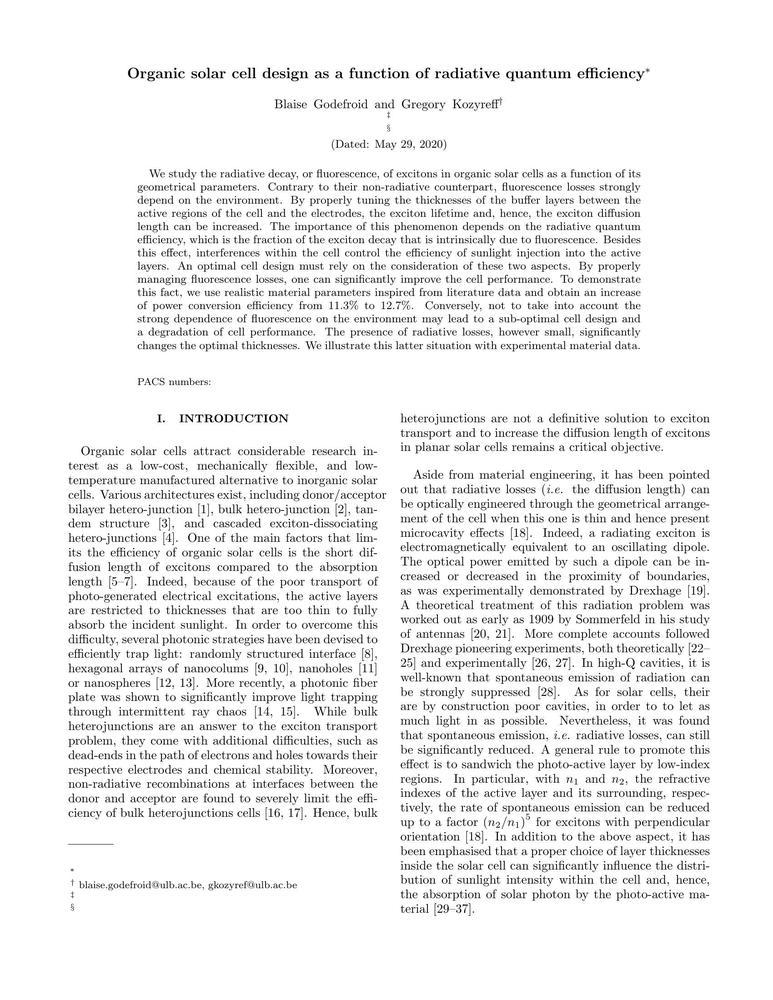 Organic solar cell design as a function of radiative quantum efficiency*
Blaise Godefroid and Gregory Kozyreff†
‡
§
(Dated: May 29, 2020)
We study the radiative decay, or fluorescence, of excitons in organic solar cells as a function of its
geometrical parameters. Contrary to their non-radiative counterpart, fluorescence losses strongly
depend on the environment. By properly tuning the thicknesses of the buffer layers between the
active regions of the cell and the electrodes, the exciton lifetime and, hence, the exciton diffusion
length can be increased. The importance of this phenomenon depends on the radiative quantum
efficiency, which is the fraction of the exciton decay that is intrinsically due to fluorescence. Besides
this effect, interferences within the cell control the efficiency of sunlight injection into the active
layers. An optimal cell design must rely on the consideration of these two aspects. By properly
managing fluorescence losses, one can significantly improve the cell performance. To demonstrate
this fact, we use realistic material parameters inspired from literature data and obtain an increase
of power conversion efficiency from 11.3% to 12.7%. Conversely, not to take into account the
strong dependence of fluorescence on the environment may lead to a sub-optimal cell design and
a degradation of cell performance. The presence of radiative losses, however small, significantly
changes the optimal thicknesses. We illustrate this latter situation with experimental material data.
PACS numbers:
I. INTRODUCTION
Organic solar cells attract considerable research in-
terest as a low-cost, mechanically flexible, and low-
temperature manufactured alternative to inorganic solar
cells. Various architectures exist, including donor/acceptor
bilayer hetero-junction [1], bulk hetero-junction [2], tan-
dem structure [3], and cascaded exciton-dissociating
hetero-junctions [4]. One of the main factors that lim-
its the efficiency of organic solar cells is the short dif-
fusion length of excitons compared to the absorption
length [5–7]. Indeed, because of the poor transport of
photo-generated electrical excitations, the active layers
are restricted to thicknesses that are too thin to fully
absorb the incident sunlight. In order to overcome this
difficulty, several photonic strategies have been devised to
efficiently trap light: randomly structured interface [8],
hexagonal arrays of nanocolums [9, 10], nanoholes [11]
or nanospheres [12, 13]. More recently, a photonic fiber
plate was shown to significantly improve light trapping
through intermittent ray chaos [14, 15]. While bulk
heterojunctions are an answer to the exciton transport
problem, they come with additional difficulties, such as
dead-ends in the path of electrons and holes towards their
respective electrodes and chemical stability. Moreover,
non-radiative recombinations at interfaces between the
donor and acceptor are found to severely limit the effi-
ciency of bulk heterojunctions cells [16, 17]. Hence, bulk
*
† blaise.godefroid@ulb.ac.be, gkozyref@ulb.ac.be
‡
§
heterojunctions are not a definitive solution to exciton
transport and to increase the diffusion length of excitons
in planar solar cells remains a critical objective.
Aside from material engineering, it has been pointed
out that radiative losses (i.e. the diffusion length) can
be optically engineered through the geometrical arrange-
ment of the cell when this one is thin and hence present
microcavity effects [18]. Indeed, a radiating exciton is
electromagnetically equivalent to an oscillating dipole.
The optical power emitted by such a dipole can be in-
creased or decreased in the proximity of boundaries,
as was experimentally demonstrated by Drexhage [19].
A theoretical treatment of this radiation problem was
worked out as early as 1909 by Sommerfeld in his study
of antennas [20, 21]. More complete accounts followed
Drexhage pioneering experiments, both theoretically [22–
25] and experimentally [26, 27]. In high-Q cavities, it is
well-known that spontaneous emission of radiation can
be strongly suppressed [28]. As for solar cells, their
are by construction poor cavities, in order to to let as
much light in as possible. Nevertheless, it was found
that spontaneous emission, i.e. radiative losses, can still
be significantly reduced. A general rule to promote this
effect is to sandwich the photo-active layer by low-index
regions. In particular, with n1 and n2, the refractive
indexes of the active layer and its surrounding, respec-
tively, the rate of spontaneous emission can be reduced
up to a factor (n2/n1)^5 for excitons with perpendicular
orientation [18]. In addition to the above aspect, it has
been emphasised that a proper choice of layer thicknesses
inside the solar cell can significantly influence the distri-
bution of sunlight intensity within the cell and, hence,
the absorption of solar photon by the photo-active ma-
terial [29–37].